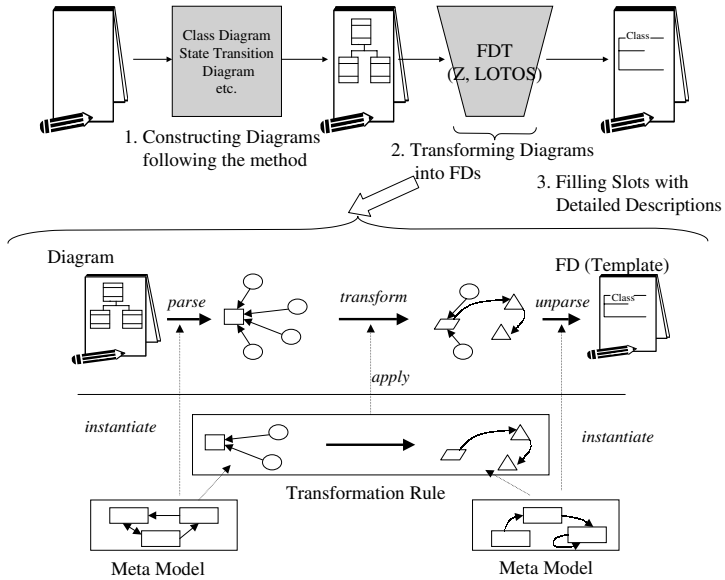 Class Diagram
State Transition
Diagram
etc.
FDT
(Z, LOTOS)
Class
1. Constructing Diagrams
following the method
2. Transforming Diagrams
into FDs
3. Filling Slots with
Detailed Descriptions
Diagram
FD (Template)
parse
transform
unparse
Class
apply
instantiate
instantiate
Transformation Rule
Meta Model
Meta Model